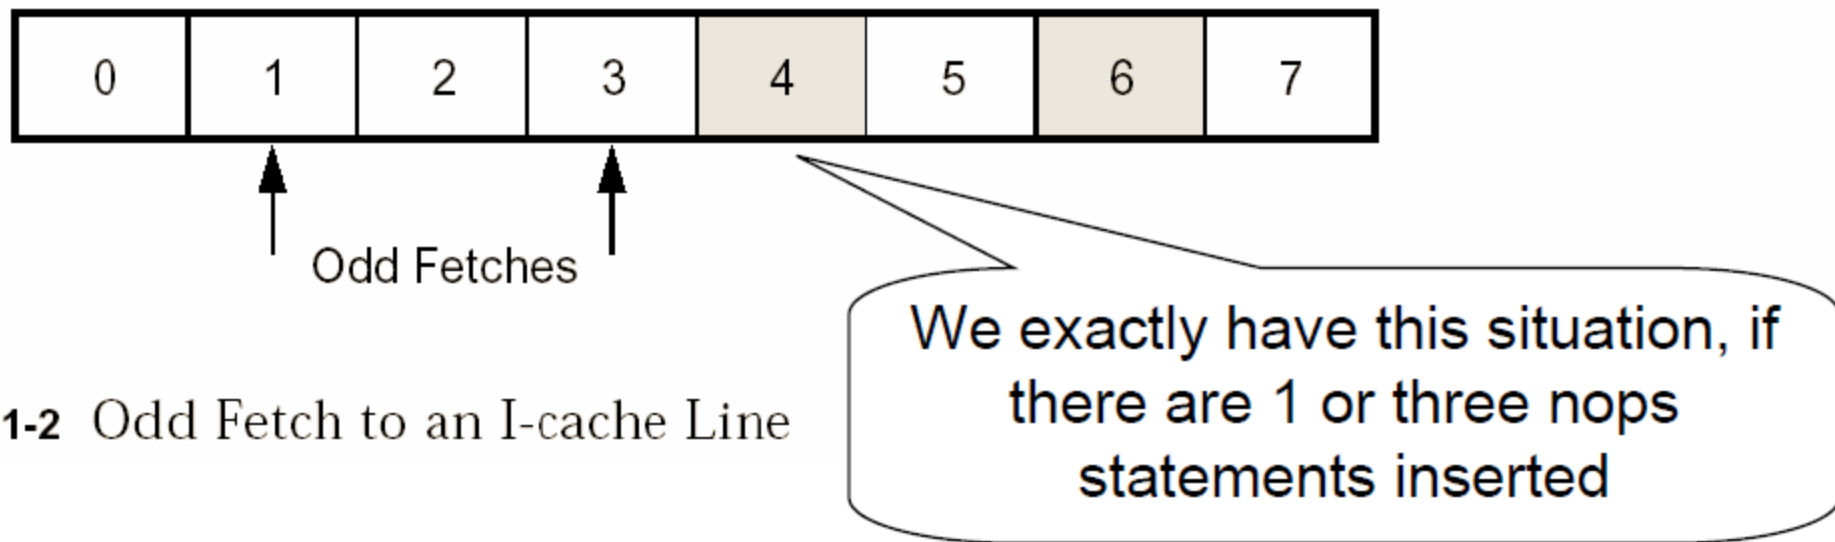 0 1 2 3 4 5 6 7
Odd Fetches
We exactly have this situation, if
there are 1 or three nops
statements inserted
1-2 Odd Fetch to an I-cache Line